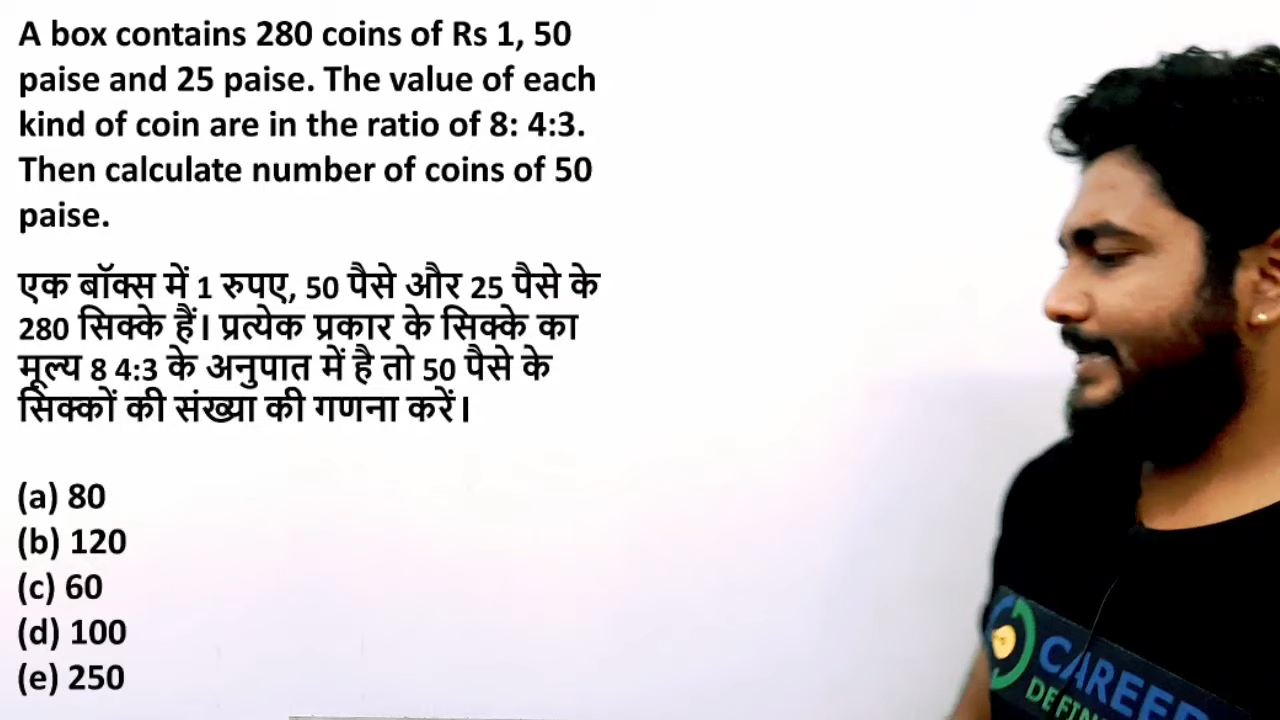 A box contains 280 coins of Rs 1, 50
paise and 25 paise. The value of each
kind of coin are in the ratio of 8: 4:3.
Then calculate number of coins of 50
paise.
एक बॉक्स में 1 रुपए, 50 पैसे और 25 पैसे के
280 सिक्के हैं। प्रत्येक प्रकार के सिक्के का
मूल्य 8 4:3 के अनुपात में है तो 50 पैसे के
सिक्कों की संख्या की गणना करें।
(a) 80
(b) 120
(c) 60
(d) 100
(e) 250